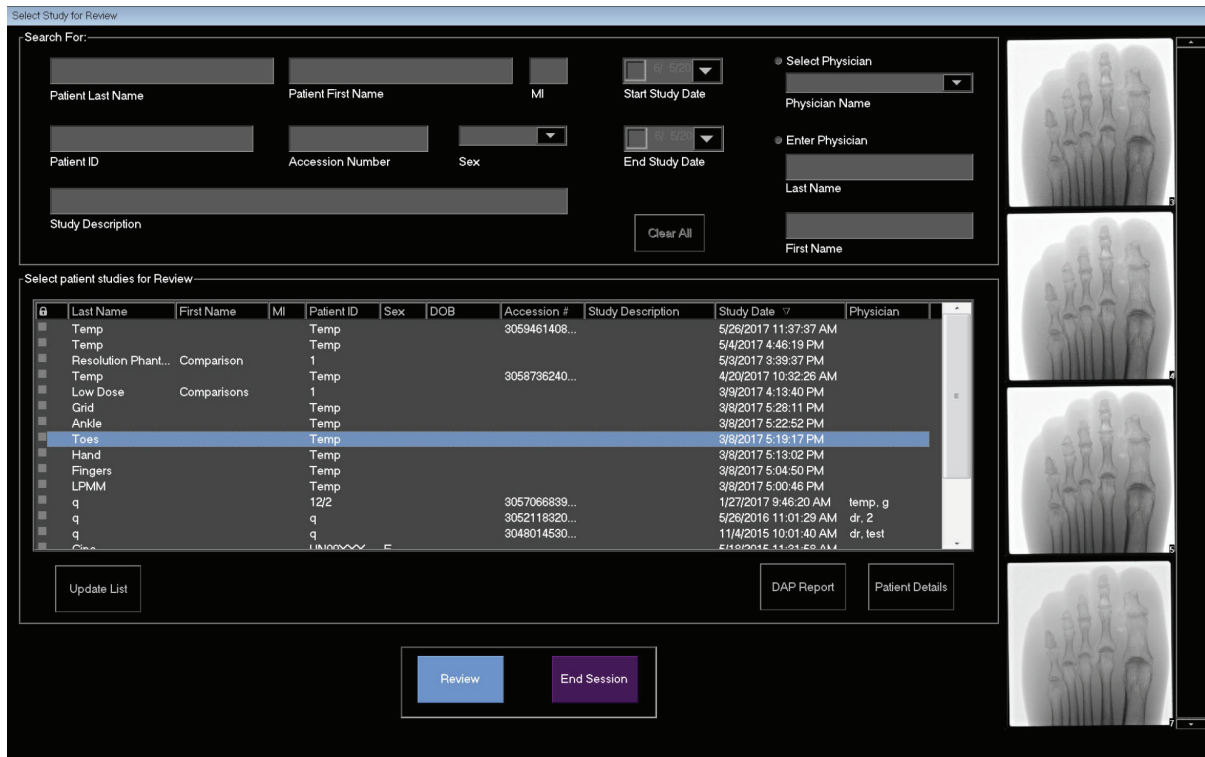 Select Study for Review
Search For:
Patient Last Name
Patient First Name
MI
Start Study Date
Select Physician
Physician Name
Patient ID
Accession Number
Sex
End Study Date
Enter Physician
Last Name
Study Description
Clear All
First Name
Select patient studies for Review
Last Name First Name MI Patient ID Sex DOB Accession # Study Description Study Date Physician
Temp Temp 3059461408... 5/26/2017 11:37:37 AM
Temp Temp 5/4/2017 4:46:19 PM
Resolution Phant... Comparison 1 5/3/2017 3:39:37 PM
Temp Temp 3058736240... 4/20/2017 10:32:26 AM
Low Dose Comparisons 1 3/9/2017 4:13:40 PM
Grid Temp 3/8/2017 5:28:11 PM
Ankle Temp 3/8/2017 5:22:52 PM
Toes Temp 3/8/2017 5:19:17 PM
Hand Temp 3/8/2017 5:13:02 PM
Fingers Temp 3/8/2017 5:04:50 PM
LPMM Temp 3/8/2017 5:00:46 PM
q 12/2 3057066839... 1/27/2017 9:46:20 AM temp, g
q q 3052118320... 5/26/2016 11:01:29 AM dr, 2
q q 3048014530... 11/4/2015 10:01:40 AM dr, test
Update List
DAP Report
Patient Details
Review
End Session
3
4
5
7